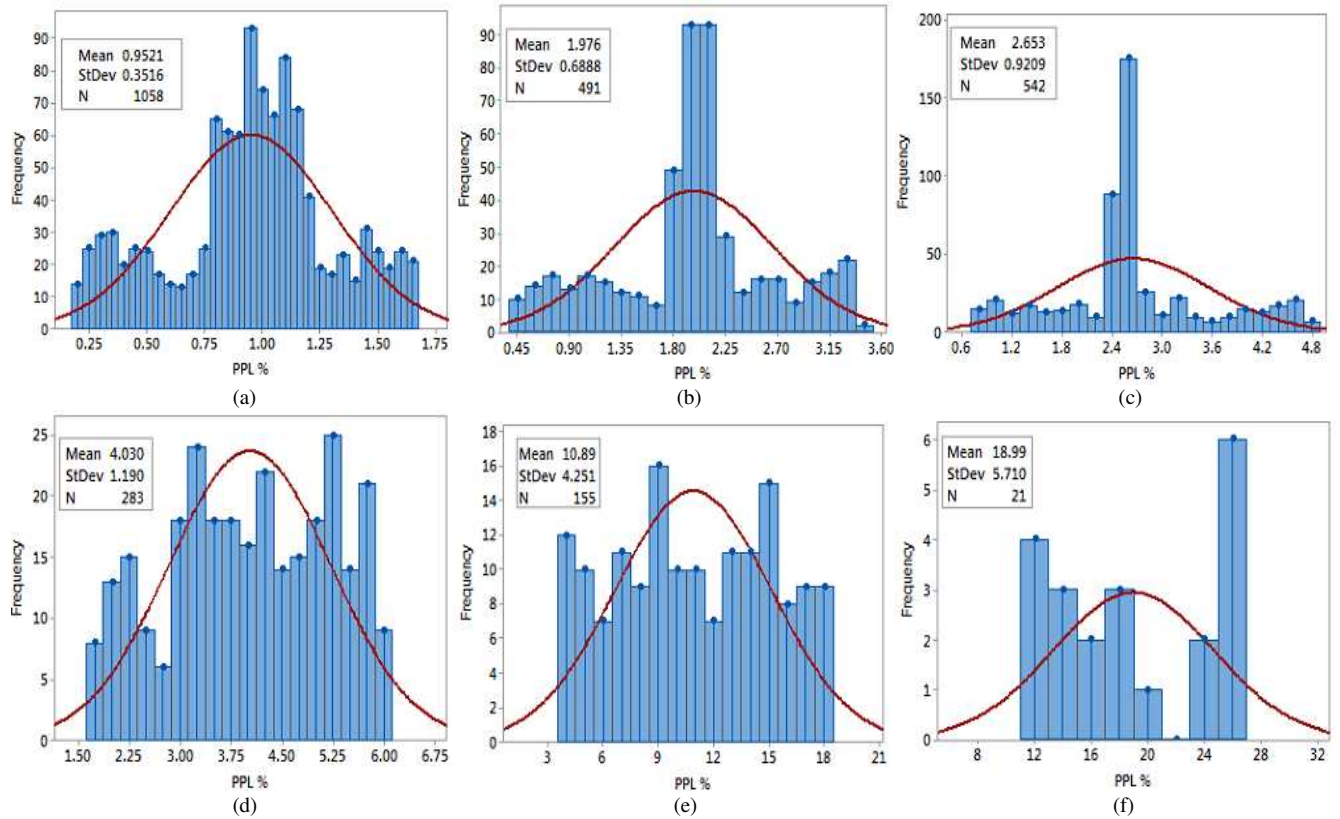 Mean 0.9521
StDev 0.3516
N 1058
Frequency
90
80
70
60
50
40
30
20
10
0
0.25 0.50 0.75 1.00 1.25 1.50 1.75
PPL %
(a)
Mean 1.976
StDev 0.6888
N 491
Frequency
90
80
70
60
50
40
30
20
10
0
0.45 0.90 1.35 1.80 2.25 2.70 3.15 3.60
PPL %
(b)
Mean 2.653
StDev 0.9209
N 542
Frequency
200
150
100
50
0
0.6 1.2 1.8 2.4 3.0 3.6 4.2 4.8
PPL %
(c)
Mean 4.030
StDev 1.190
N 283
Frequency
25
20
15
10
5
0
1.50 2.25 3.00 3.75 4.50 5.25 6.00 6.75
PPL %
(d)
Mean 10.89
StDev 4.251
N 155
Frequency
18
16
14
12
10
8
6
4
2
0
3 6 9 12 15 18 21
PPL %
(e)
Mean 18.99
StDev 5.710
N 21
Frequency
6
5
4
3
2
1
0
8 12 16 20 24 28 32
PPL %
(f)